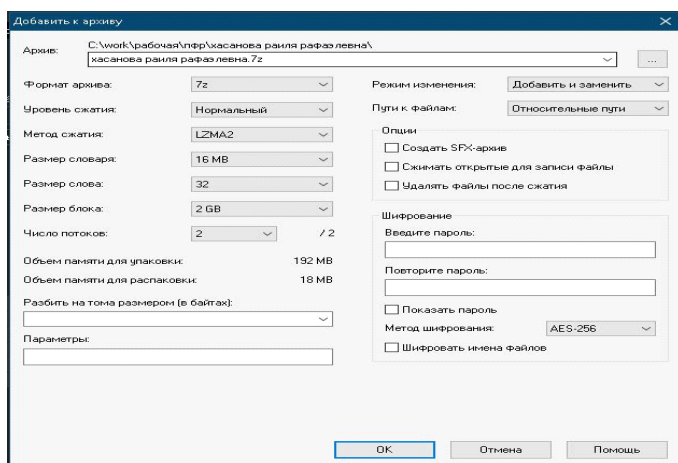 Добавить к архиву
Архив: C:\work\рабочая\пфр\хасанова раиля рафаэлевна\
хасанова раиля рафаэлевна.7z
...
Формат архива: 7z
Уровень сжатия: Нормальный
Метод сжатия: LZMA2
Размер словаря: 16 MB
Размер слова: 32
Размер блока: 2 GB
Число потоков: 2 / 2
Объем памяти для упаковки: 192 MB
Объем памяти для распаковки: 18 MB
Разбить на тома размером (в байтах):
Параметры:
Режим изменения: Добавить и заменить
Пути к файлам: Относительные пути
Опции
Создать SFX-архив
Сжимать открытые для записи файлы
Удалять файлы после сжатия
Шифрование
Введите пароль:
Повторите пароль:
Показать пароль
Метод шифрования: AES-256
Шифровать имена файлов
OK Отмена Помощь